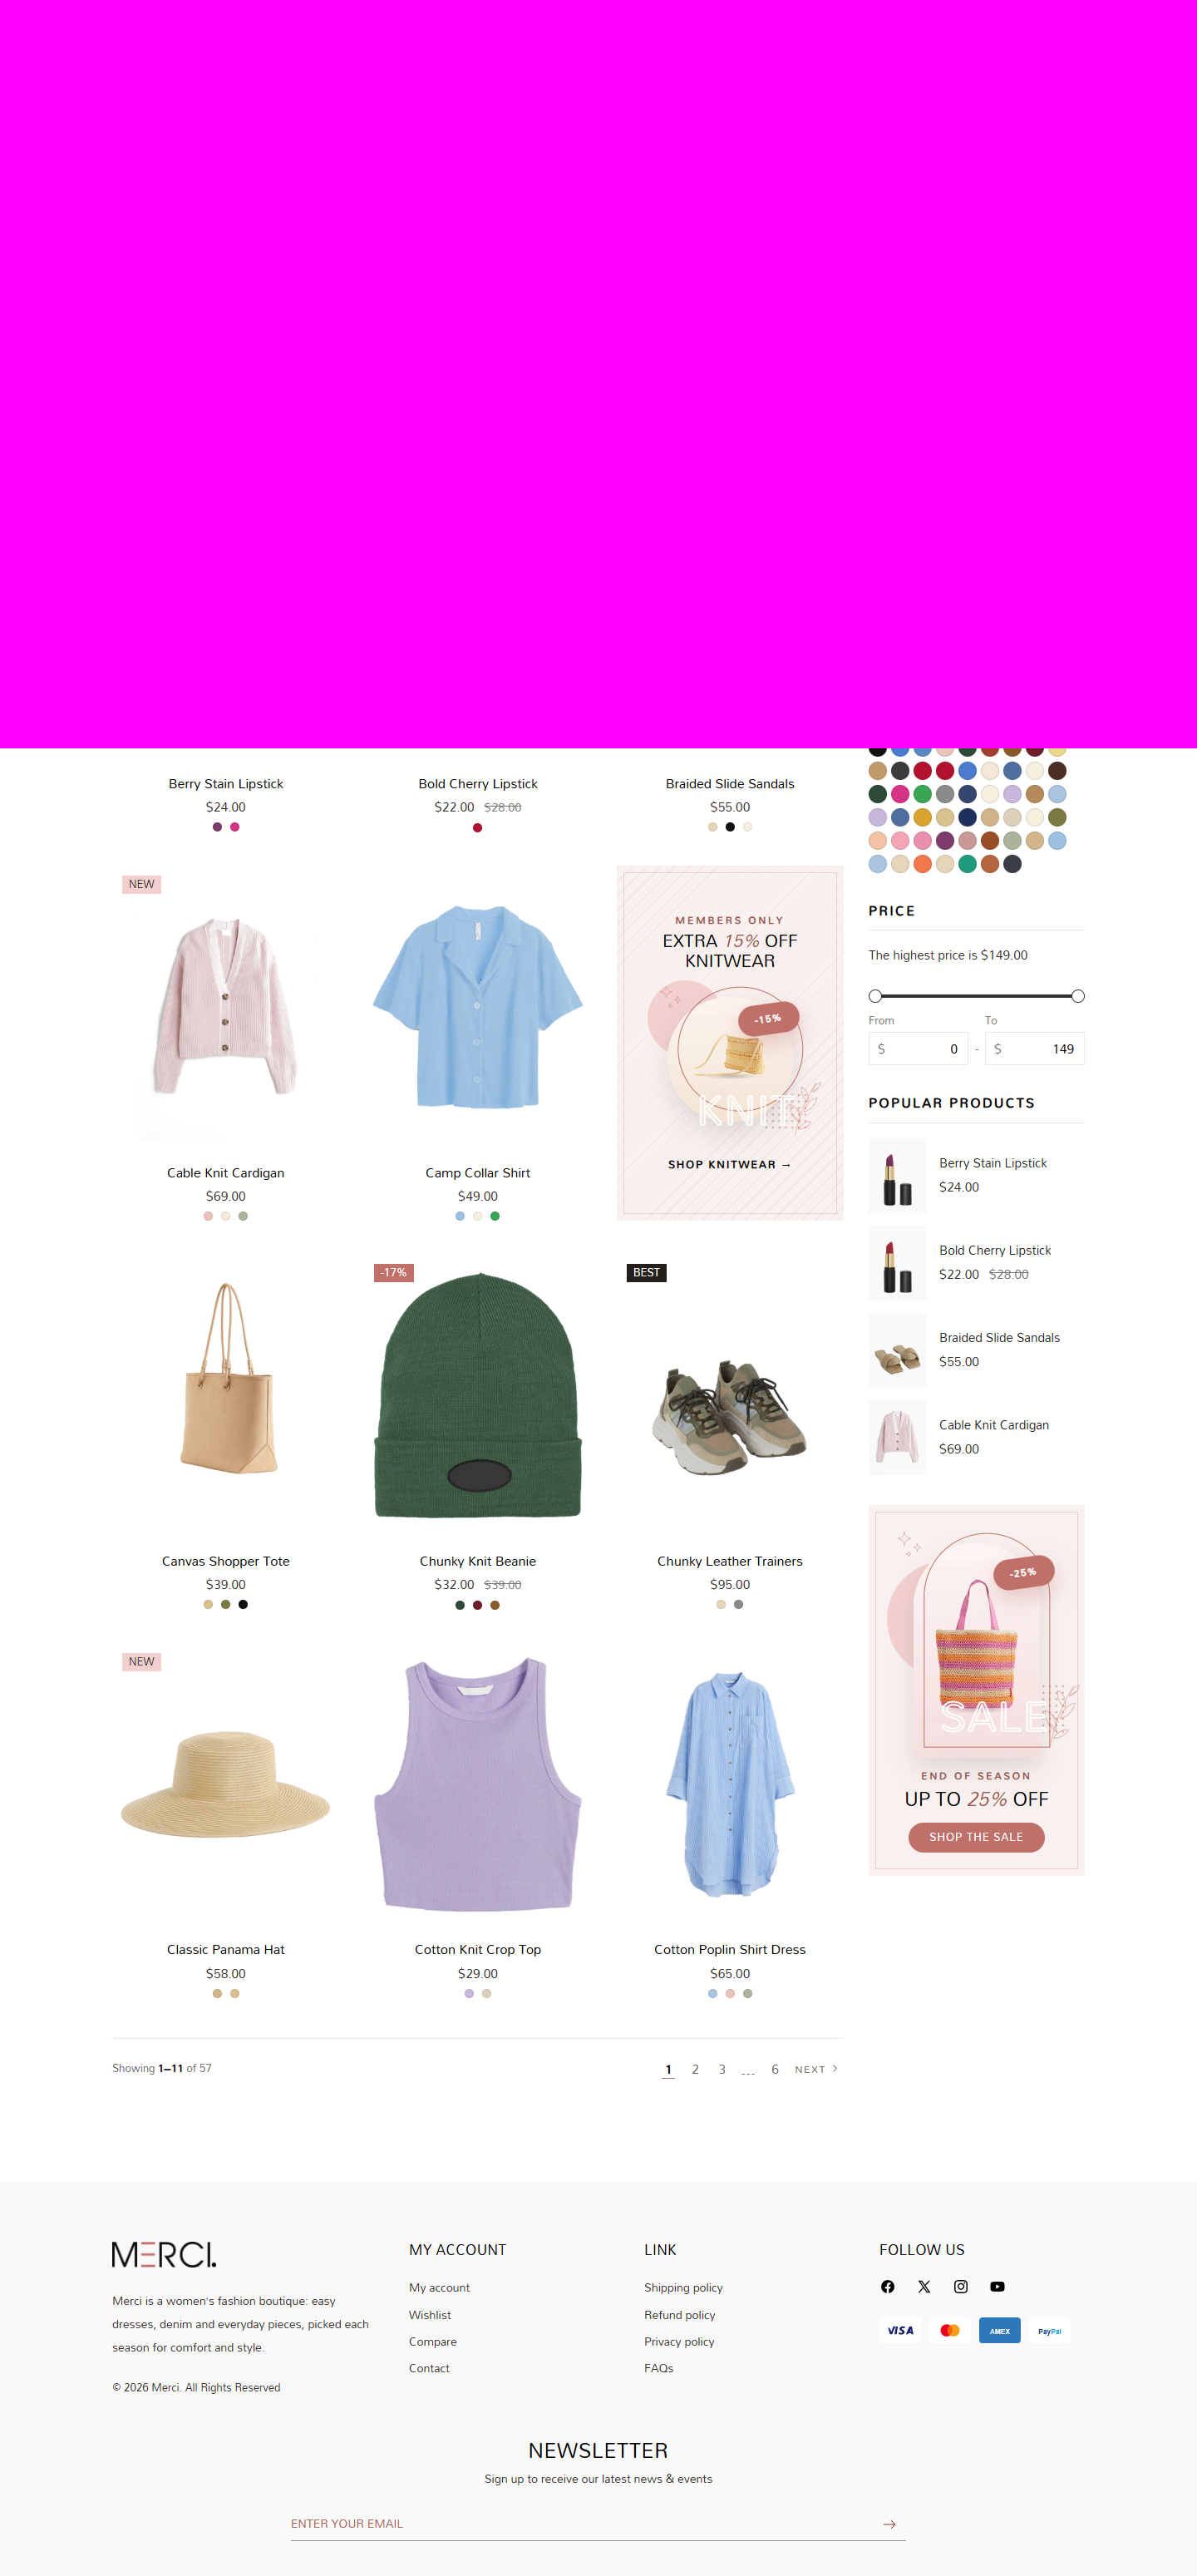 Berry Stain Lipstick
$24.00
Bold Cherry Lipstick
$22.00 $28.00
Braided Slide Sandals
$55.00
NEW
Cable Knit Cardigan
$69.00
Camp Collar Shirt
$49.00
MEMBERS ONLY
EXTRA 15% OFF
KNITWEAR
-15%
KNIT
SHOP KNITWEAR →
Canvas Shopper Tote
$39.00
-17%
Chunky Knit Beanie
$32.00 $39.00
BEST
Chunky Leather Trainers
$95.00
NEW
Classic Panama Hat
$58.00
Cotton Knit Crop Top
$29.00
Cotton Poplin Shirt Dress
$65.00
Showing 1–11 of 57
1 2 3 ... 6 NEXT
PRICE
The highest price is $149.00
From To
$ 0 - $ 149
POPULAR PRODUCTS
Berry Stain Lipstick
$24.00
Bold Cherry Lipstick
$22.00 $28.00
Braided Slide Sandals
$55.00
Cable Knit Cardigan
$69.00
-25%
SALE
END OF SEASON
UP TO 25% OFF
SHOP THE SALE
MERCI.
Merci is a women's fashion boutique: easy
dresses, denim and everyday pieces, picked each
season for comfort and style.
© 2026 Merci. All Rights Reserved
MY ACCOUNT
My account
Wishlist
Compare
Contact
LINK
Shipping policy
Refund policy
Privacy policy
FAQs
FOLLOW US
VISA
AMEX
PayPal
NEWSLETTER
Sign up to receive our latest news & events
ENTER YOUR EMAIL